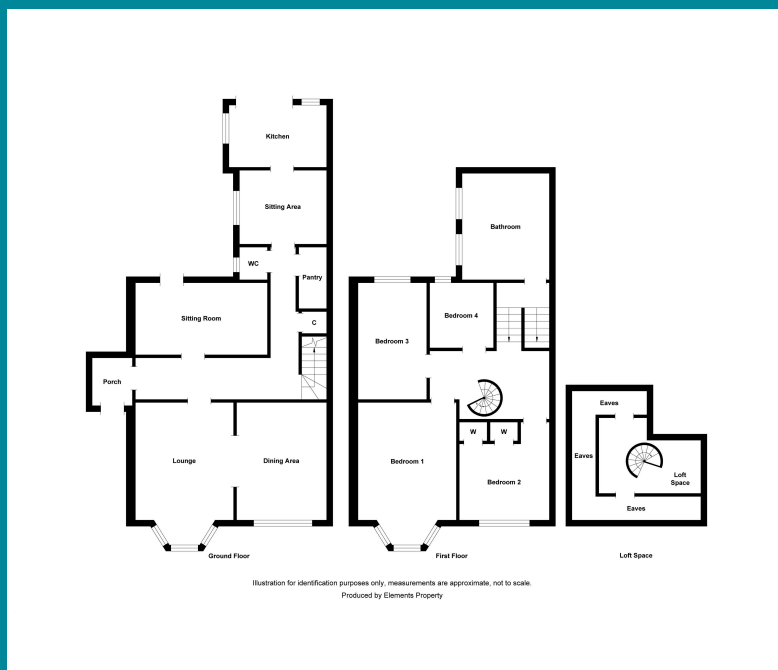 Kitchen
Sitting Area
WC
Pantry
Sitting Room
C
Porch
Lounge
Dining Area
Ground Floor
Bathroom
Bedroom 4
Bedroom 3
W
W
Bedroom 1
Bedroom 2
First Floor
Eaves
Eaves
Loft
Space
Eaves
Loft Space
Illustration for identification purposes only, measurements are approximate, not to scale.
Produced by Elements Property